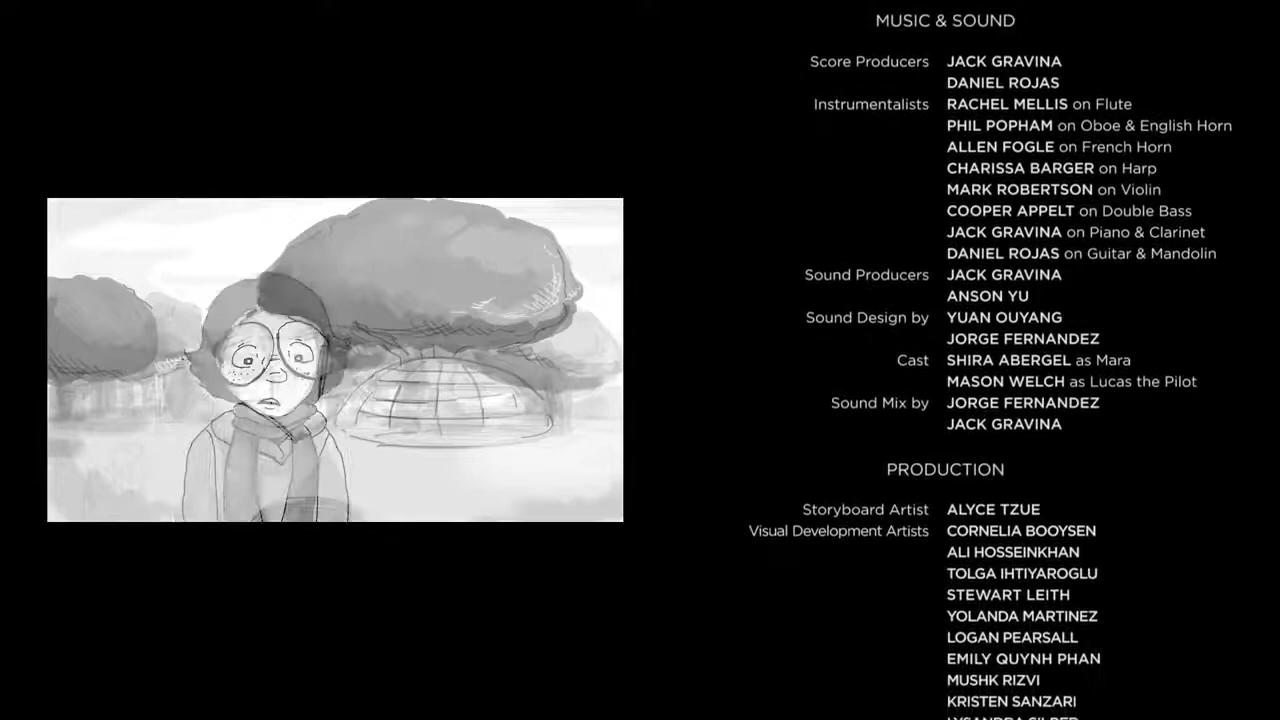 MUSIC & SOUND
Score Producers JACK GRAVINA
DANIEL ROJAS
Instrumentalists RACHEL MELLIS on Flute
PHIL POPHAM on Oboe & English Horn
ALLEN FOGLE on French Horn
CHARISSA BARGER on Harp
MARK ROBERTSON on Violin
COOPER APPELT on Double Bass
JACK GRAVINA on Piano & Clarinet
DANIEL ROJAS on Guitar & Mandolin
Sound Producers JACK GRAVINA
ANSON YU
Sound Design by YUAN OUYANG
JORGE FERNANDEZ
Cast SHIRA ABERGEL as Mara
MASON WELCH as Lucas the Pilot
Sound Mix by JORGE FERNANDEZ
JACK GRAVINA
PRODUCTION
Storyboard Artist ALYCE TZUE
Visual Development Artists CORNELIA BOOYSEN
ALI HOSSEINKHAN
TOLGA IHTIYAROGLU
STEWART LEITH
YOLANDA MARTINEZ
LOGAN PEARSALL
EMILY QUYNH PHAN
MUSHK RIZVI
KRISTEN SANZARI